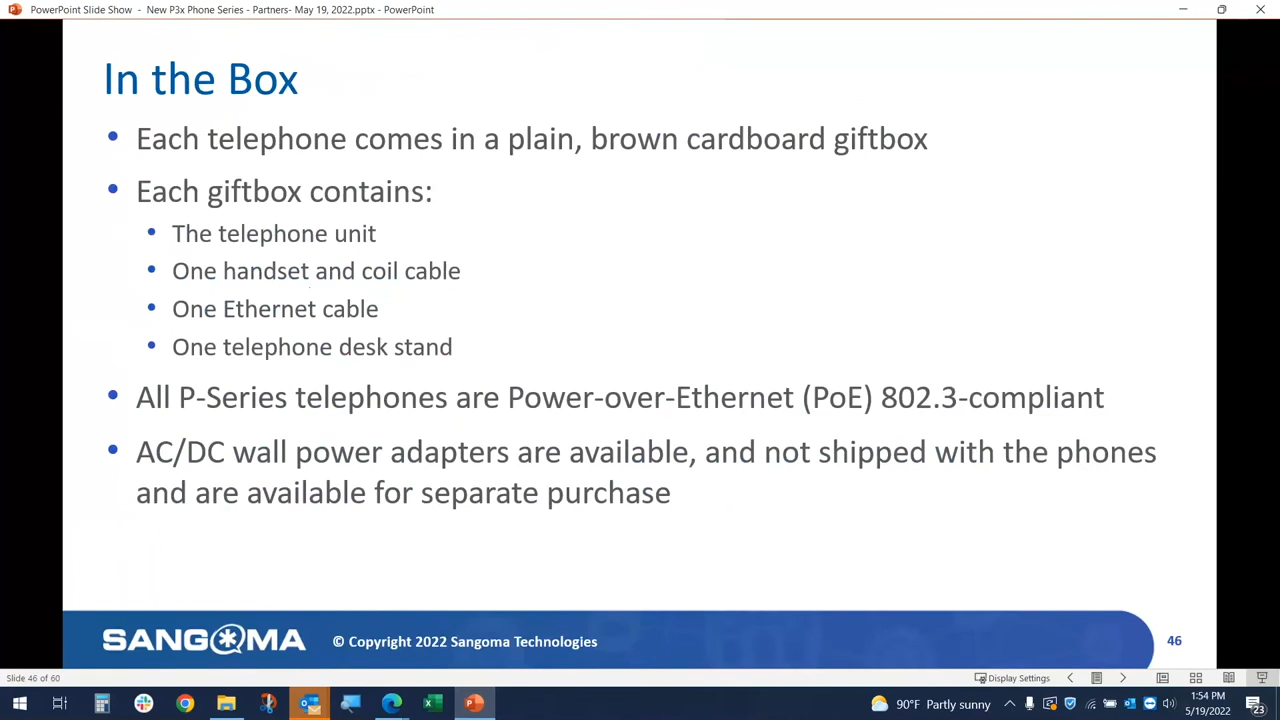 PowerPoint Slide Show - New P3x Phone Series - Partners- May 19, 2022.pptx - PowerPoint
In the Box
• Each telephone comes in a plain, brown cardboard giftbox
• Each giftbox contains:
• The telephone unit
• One handset and coil cable
• One Ethernet cable
• One telephone desk stand
• All P-Series telephones are Power-over-Ethernet (PoE) 802.3-compliant
• AC/DC wall power adapters are available, and not shipped with the phones
and are available for separate purchase
SANGOMA
© Copyright 2022 Sangoma Technologies
46
Slide 46 of 60
Display Settings
90°F Partly sunny
1:54 PM
5/19/2022
23